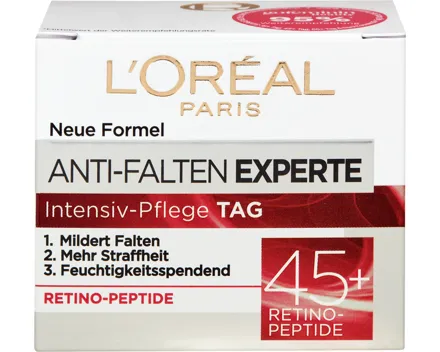 95%
L'ORÉAL
PARIS
Neue Formel
ANTI-FALTEN EXPERTE
Intensiv-Pflege TAG
1. Mildert Falten
2. Mehr Straffheit
3. Feuchtigkeitsspendend
RETINO-PEPTIDE
45+
RETINO-
PEPTIDE